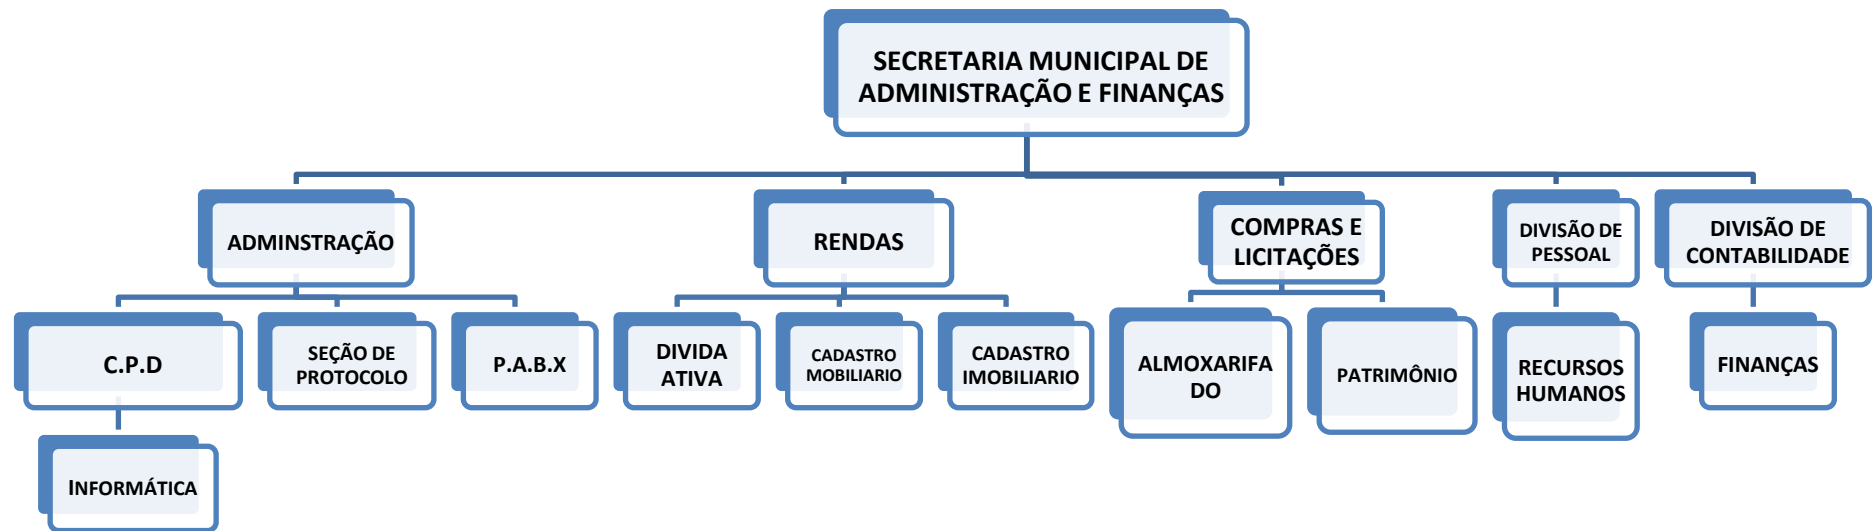 SECRETARIA MUNICIPAL DE
ADMINISTRAÇÃO E FINANÇAS
ADMINSTRAÇÃO
RENDAS
COMPRAS E
LICITAÇÕES
DIVISÃO DE
PESSOAL
DIVISÃO DE
CONTABILIDADE
C.P.D
SEÇÃO DE
PROTOCOLO
P.A.B.X
DIVIDA
ATIVA
CADASTRO
MOBILIARIO
CADASTRO
IMOBILIARIO
ALMOXARIFA
DO
PATRIMÔNIO
RECURSOS
HUMANOS
FINANÇAS
INFORMÁTICA